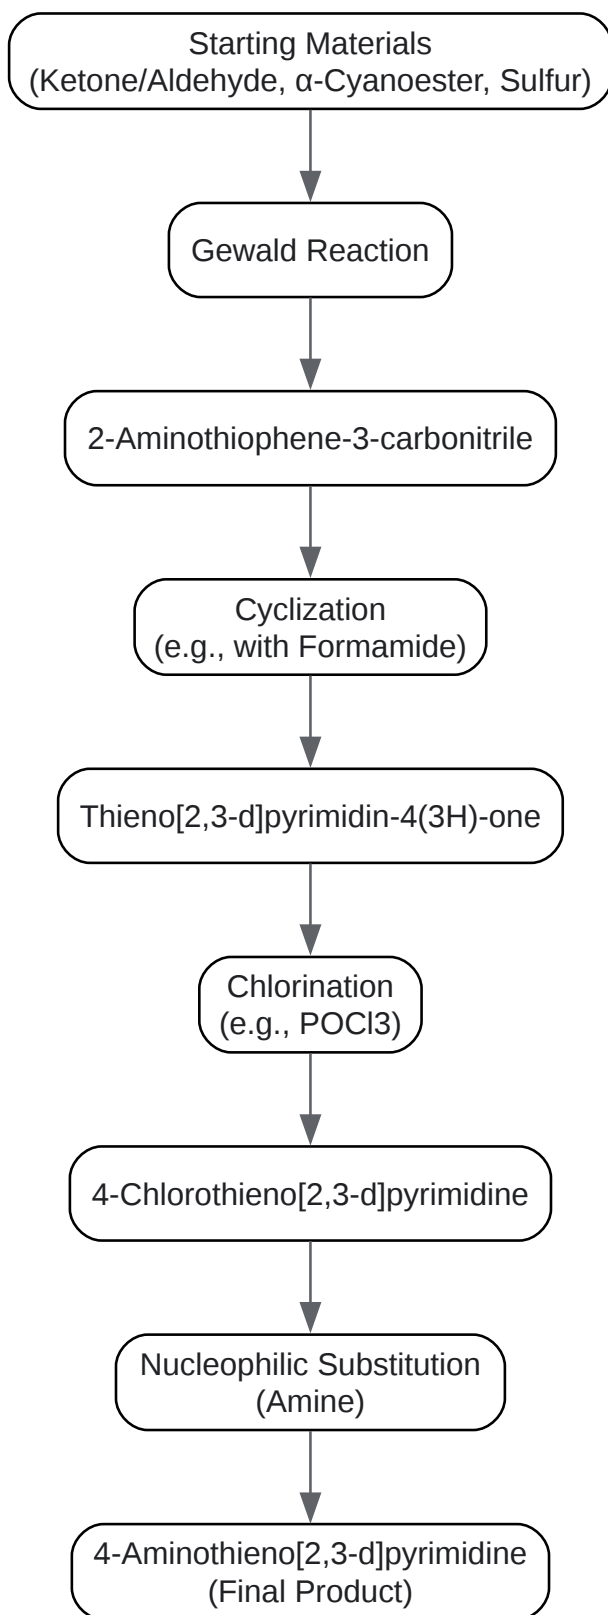 Starting Materials
(Ketone/Aldehyde, α-Cyanoester, Sulfur)
Gewald Reaction
2-Aminothiophene-3-carbonitrile
Cyclization
(e.g., with Formamide)
Thieno[2,3-d]pyrimidin-4(3H)-one
Chlorination
(e.g., POCl3)
4-Chlorothieno[2,3-d]pyrimidine
Nucleophilic Substitution
(Amine)
4-Aminothieno[2,3-d]pyrimidine
(Final Product)